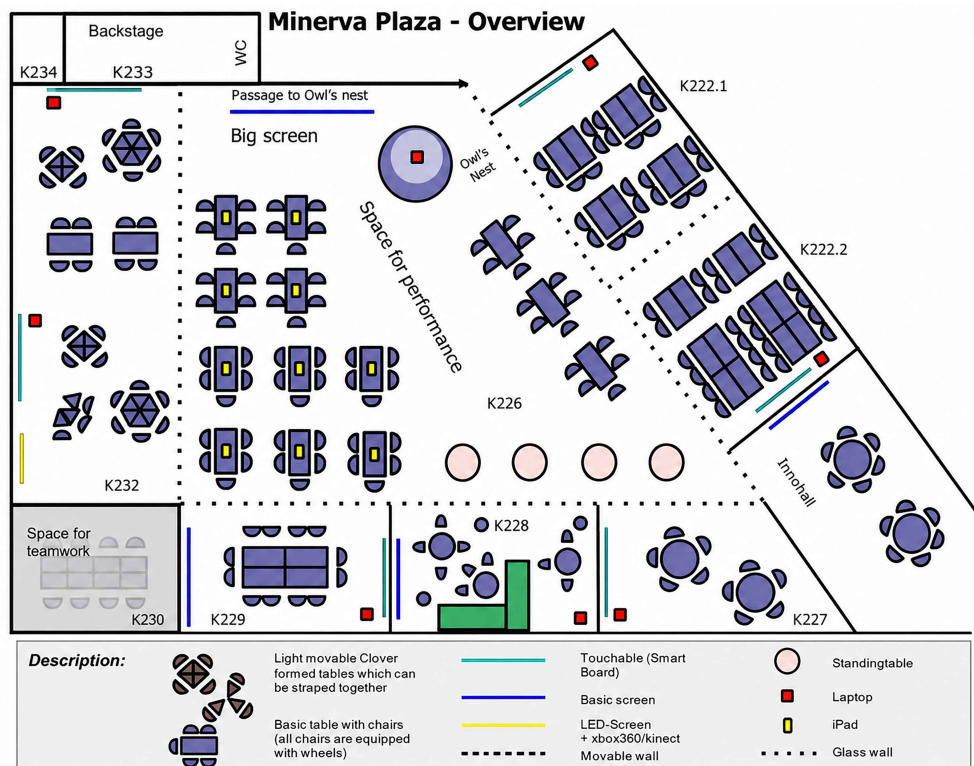 Minerva Plaza - Overview
Backstage
WC
K234
K233
Passage to Owl's nest
Big screen
Owl's
Nest
K222.1
K222.2
Space for performance
K226
K232
Innohall
Space for
teamwork
K230
K229
K228
K227
Description:
Light movable Clover
formed tables which can
be straped together
Basic table with chairs
(all chairs are equipped
with wheels)
Touchable (Smart
Board)
Basic screen
LED-Screen
+ xbox360/kinect
Movable wall
Standingtable
Laptop
iPad
Glass wall